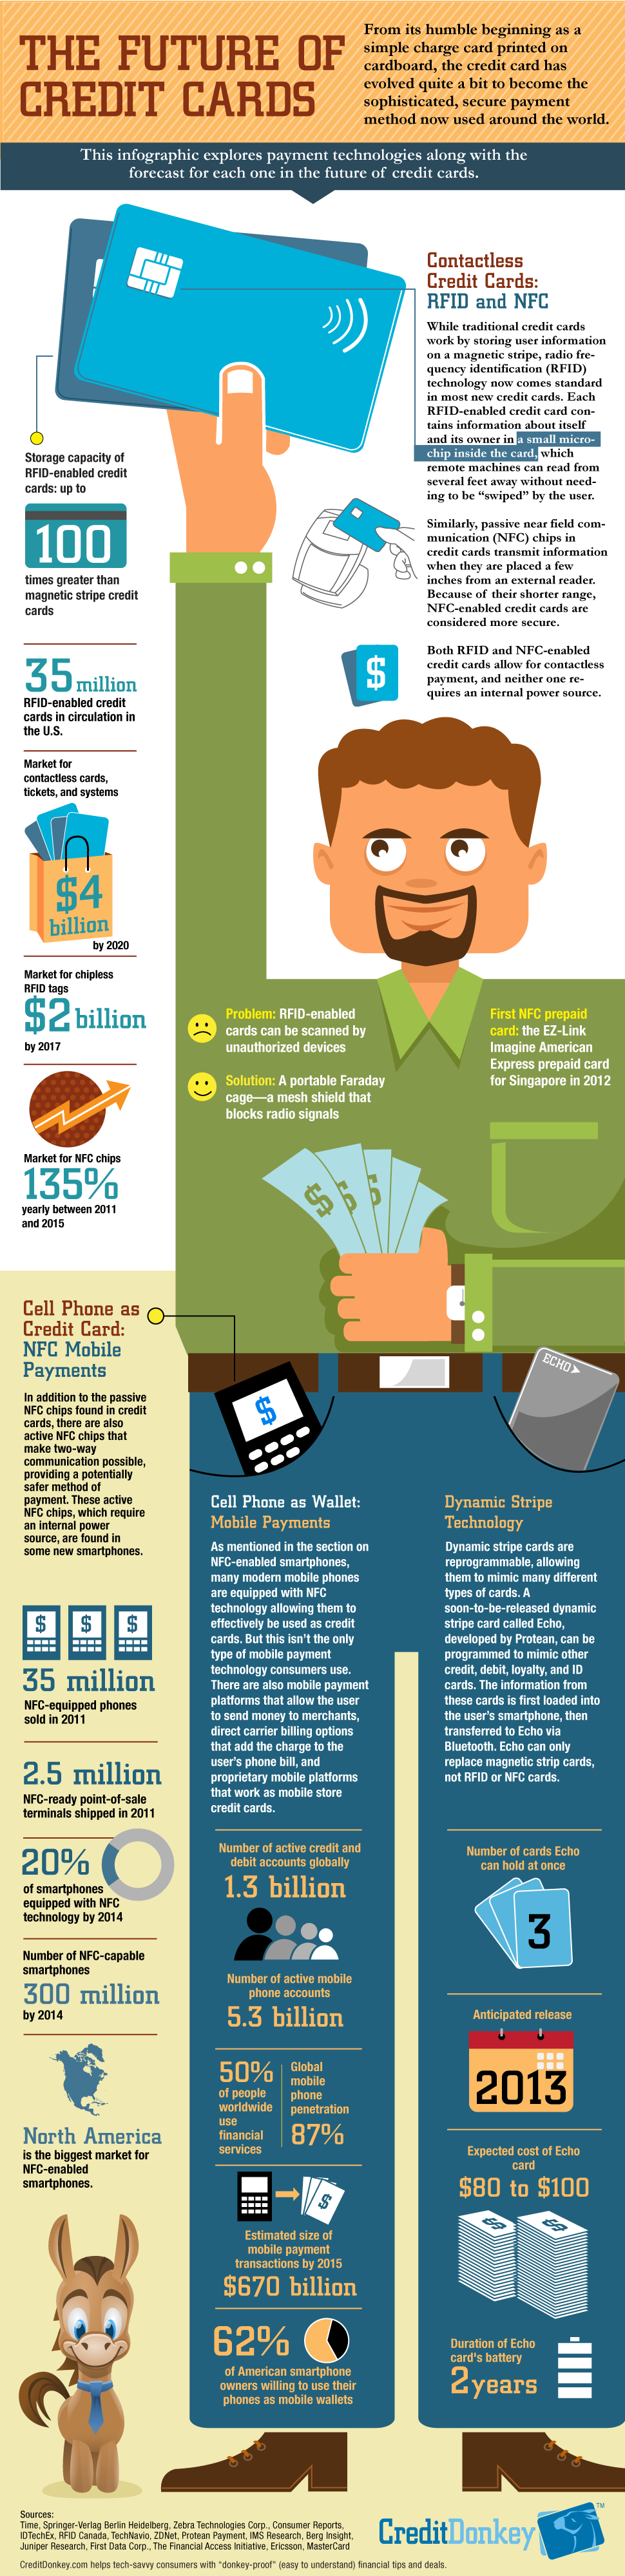 THE FUTURE OF
CREDIT CARDS
From its humble beginning as a
simple charge card printed on
cardboard, the credit card has
evolved quite a bit to become the
sophisticated, secure payment
method now used around the world.
This infographic explores payment technologies along with the
forecast for each one in the future of credit cards.
Contactless
Credit Cards:
RFID and NFC
While traditional credit cards
work by storing user information
on a magnetic stripe, radio fre-
quency identification (RFID)
technology now comes standard
in most new credit cards. Each
RFID-enabled credit card con-
tains information about itself
and its owner in a small micro-
chip inside the card, which
remote machines can read from
several feet away without need-
ing to be “swiped” by the user.
Similarly, passive near field com-
munication (NFC) chips in
credit cards transmit information
when they are placed a few
inches from an external reader.
Because of their shorter range,
NFC-enabled credit cards are
considered more secure.
Both RFID and NFC-enabled
credit cards allow for contactless
payment, and neither one re-
quires an internal power source.
Storage capacity of
RFID-enabled credit
cards: up to
100
times greater than
magnetic stripe credit
cards
35 million
RFID-enabled credit
cards in circulation in
the U.S.
$
Market for
contactless cards,
tickets, and systems
$4
billion
by 2020
Market for chipless
RFID tags
$2 billion
by 2017
Market for NFC chips
135%
yearly between 2011
and 2015
Problem: RFID-enabled
cards can be scanned by
unauthorized devices
Solution: A portable Faraday
cage—a mesh shield that
blocks radio signals
First NFC prepaid
card: the EZ-Link
Imagine American
Express prepaid card
for Singapore in 2012
$ $ $
Cell Phone as
Credit Card:
NFC Mobile
Payments
In addition to the passive
NFC chips found in credit
cards, there are also
active NFC chips that
make two-way
communication possible,
providing a potentially
safer method of
payment. These active
NFC chips, which require
an internal power
source, are found in
some new smartphones.
$ $ $
35 million
NFC-equipped phones
sold in 2011
2.5 million
NFC-ready point-of-sale
terminals shipped in 2011
20%
of smartphones
equipped with NFC
technology by 2014
Number of NFC-capable
smartphones
300 million
by 2014
North America
is the biggest market for
NFC-enabled
smartphones.
$
Cell Phone as Wallet:
Mobile Payments
As mentioned in the section on
NFC-enabled smartphones,
many modern mobile phones
are equipped with NFC
technology allowing them to
effectively be used as credit
cards. But this isn't the only
type of mobile payment
technology consumers use.
There are also mobile payment
platforms that allow the user
to send money to merchants,
direct carrier billing options
that add the charge to the
user's phone bill, and
proprietary mobile platforms
that work as mobile store
credit cards.
Number of active credit and
debit accounts globally
1.3 billion
Number of active mobile
phone accounts
5.3 billion
50%
of people
worldwide
use
financial
services
Global
mobile
phone
penetration
87%
$
Estimated size of
mobile payment
transactions by 2015
$670 billion
62%
of American smartphone
owners willing to use their
phones as mobile wallets
ECHO
Dynamic Stripe
Technology
Dynamic stripe cards are
reprogrammable, allowing
them to mimic many different
types of cards. A
soon-to-be-released dynamic
stripe card called Echo,
developed by Protean, can be
programmed to mimic other
credit, debit, loyalty, and ID
cards. The information from
these cards is first loaded into
the user's smartphone, then
transferred to Echo via
Bluetooth. Echo can only
replace magnetic strip cards,
not RFID or NFC cards.
Number of cards Echo
can hold at once
3
Anticipated release
2013
Expected cost of Echo
card
$80 to $100
$ $
Duration of Echo
card's battery
2 years
Sources:
Time, Springer-Verlag Berlin Heidelberg, Zebra Technologies Corp., Consumer Reports,
IDTechEx, RFID Canada, TechNavio, ZDNet, Protean Payment, IMS Research, Berg Insight,
Juniper Research, First Data Corp., The Financial Access Initiative, Ericsson, MasterCard
CreditDonkey TM
CreditDonkey.com helps tech-savvy consumers with "donkey-proof" (easy to understand) financial tips and deals.